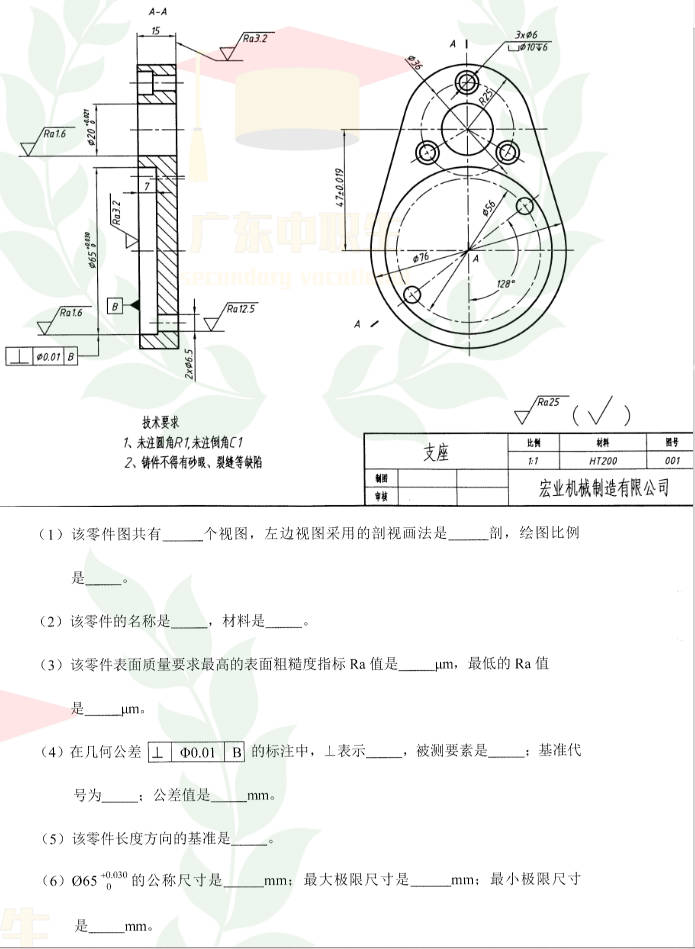 A-A
15
Ra3.2
Ra1.6
Φ20 +0.021 0
7
Ra3.2
Φ65 +0.030 0
B
Ra1.6
Ra12.5
⊥ Φ0.01 B
2xΦ6.5
A
3xΦ6
⌴Φ10↧6
Φ36
R25
47±0.019
Φ56
Φ76
A
128°
A
广东中职
secondary vocational
技术要求
1、未注圆角R1,未注倒角C1
2、铸件不得有砂眼、裂缝等缺陷
Ra25 (√)
支座 比例 材料 图号
1:1 HT200 001
制图
审核
宏业机械制造有限公司
(1) 该零件图共有______个视图，左边视图采用的剖视画法是______剖，绘图比例
是_____。
(2) 该零件的名称是_____，材料是_____。
(3) 该零件表面质量要求最高的表面粗糙度指标 Ra 值是_____μm，最低的 Ra 值
是_____μm。
(4) 在几何公差 ⊥ Φ0.01 B 的标注中，⊥表示_____，被测要素是_____；基准代
号为_____；公差值是_____mm。
(5) 该零件长度方向的基准是_____。
(6) Ø65 +0.030 0 的公称尺寸是______mm；最大极限尺寸是______mm；最小极限尺寸
是_____mm。
牛